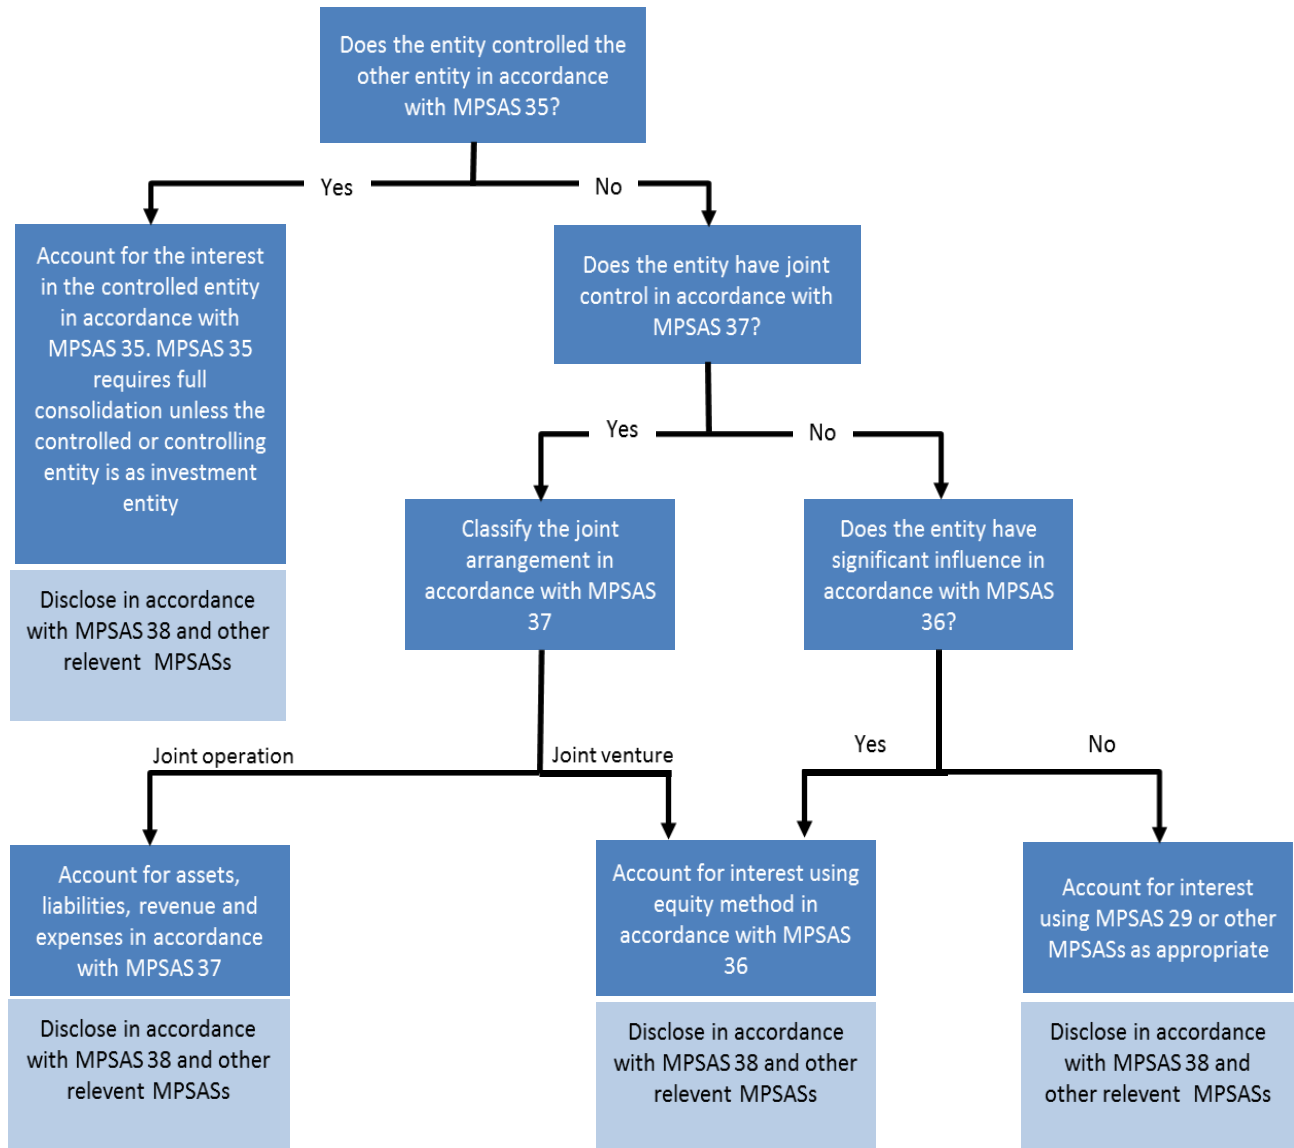 Does the entity controlled the
other entity in accordance
with MPSAS 35?
Yes
No
Account for the interest
in the controlled entity
in accordance with
MPSAS 35. MPSAS 35
requires full
consolidation unless the
controlled or controlling
entity is as investment
entity
Disclose in accordance
with MPSAS 38 and other
relevent MPSASs
Does the entity have joint
control in accordance with
MPSAS 37?
Yes
No
Classify the joint
arrangement in
accordance with MPSAS
37
Does the entity have
significant influence in
accordance with MPSAS
36?
Joint operation
Joint venture
Yes
No
Account for assets,
liabilities, revenue and
expenses in accordance
with MPSAS 37
Disclose in accordance
with MPSAS 38 and other
relevent MPSASs
Account for interest using
equity method in
accordance with MPSAS
36
Disclose in accordance
with MPSAS 38 and other
relevent MPSASs
Account for interest
using MPSAS 29 or other
MPSASs as appropriate
Disclose in accordance
with MPSAS 38 and
other relevent MPSASs